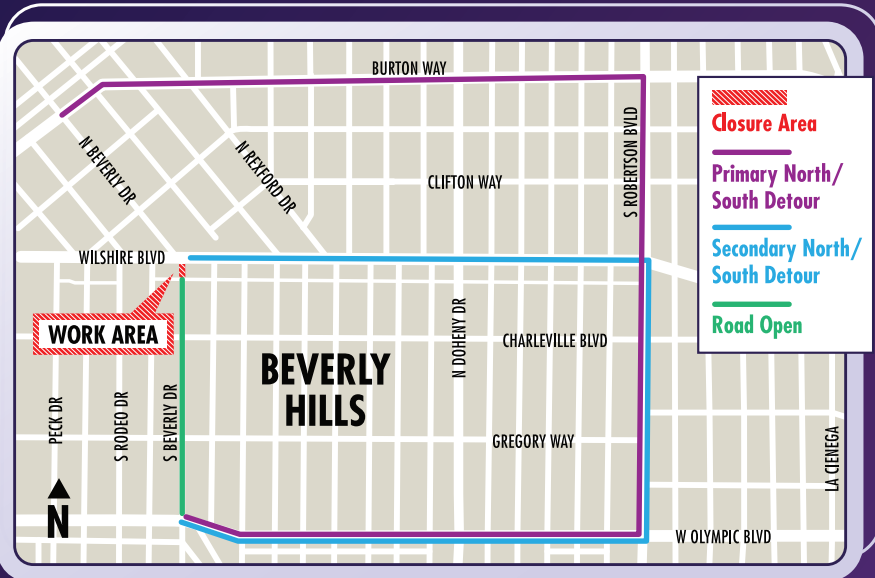 BURTON WAY
N BEVERLY DR
N REXFORD DR
CLIFTON WAY
S ROBERTSON BVLD
WILSHIRE BLVD
WORK AREA
BEVERLY
HILLS
N DOHENY DR
CHARLEVILLE BLVD
PECK DR
S RODEO DR
S BEVERLY DR
GREGORY WAY
LA CIENEGA
N
W OLYMPIC BLVD
Closure Area
Primary North/
South Detour
Secondary North/
South Detour
Road Open